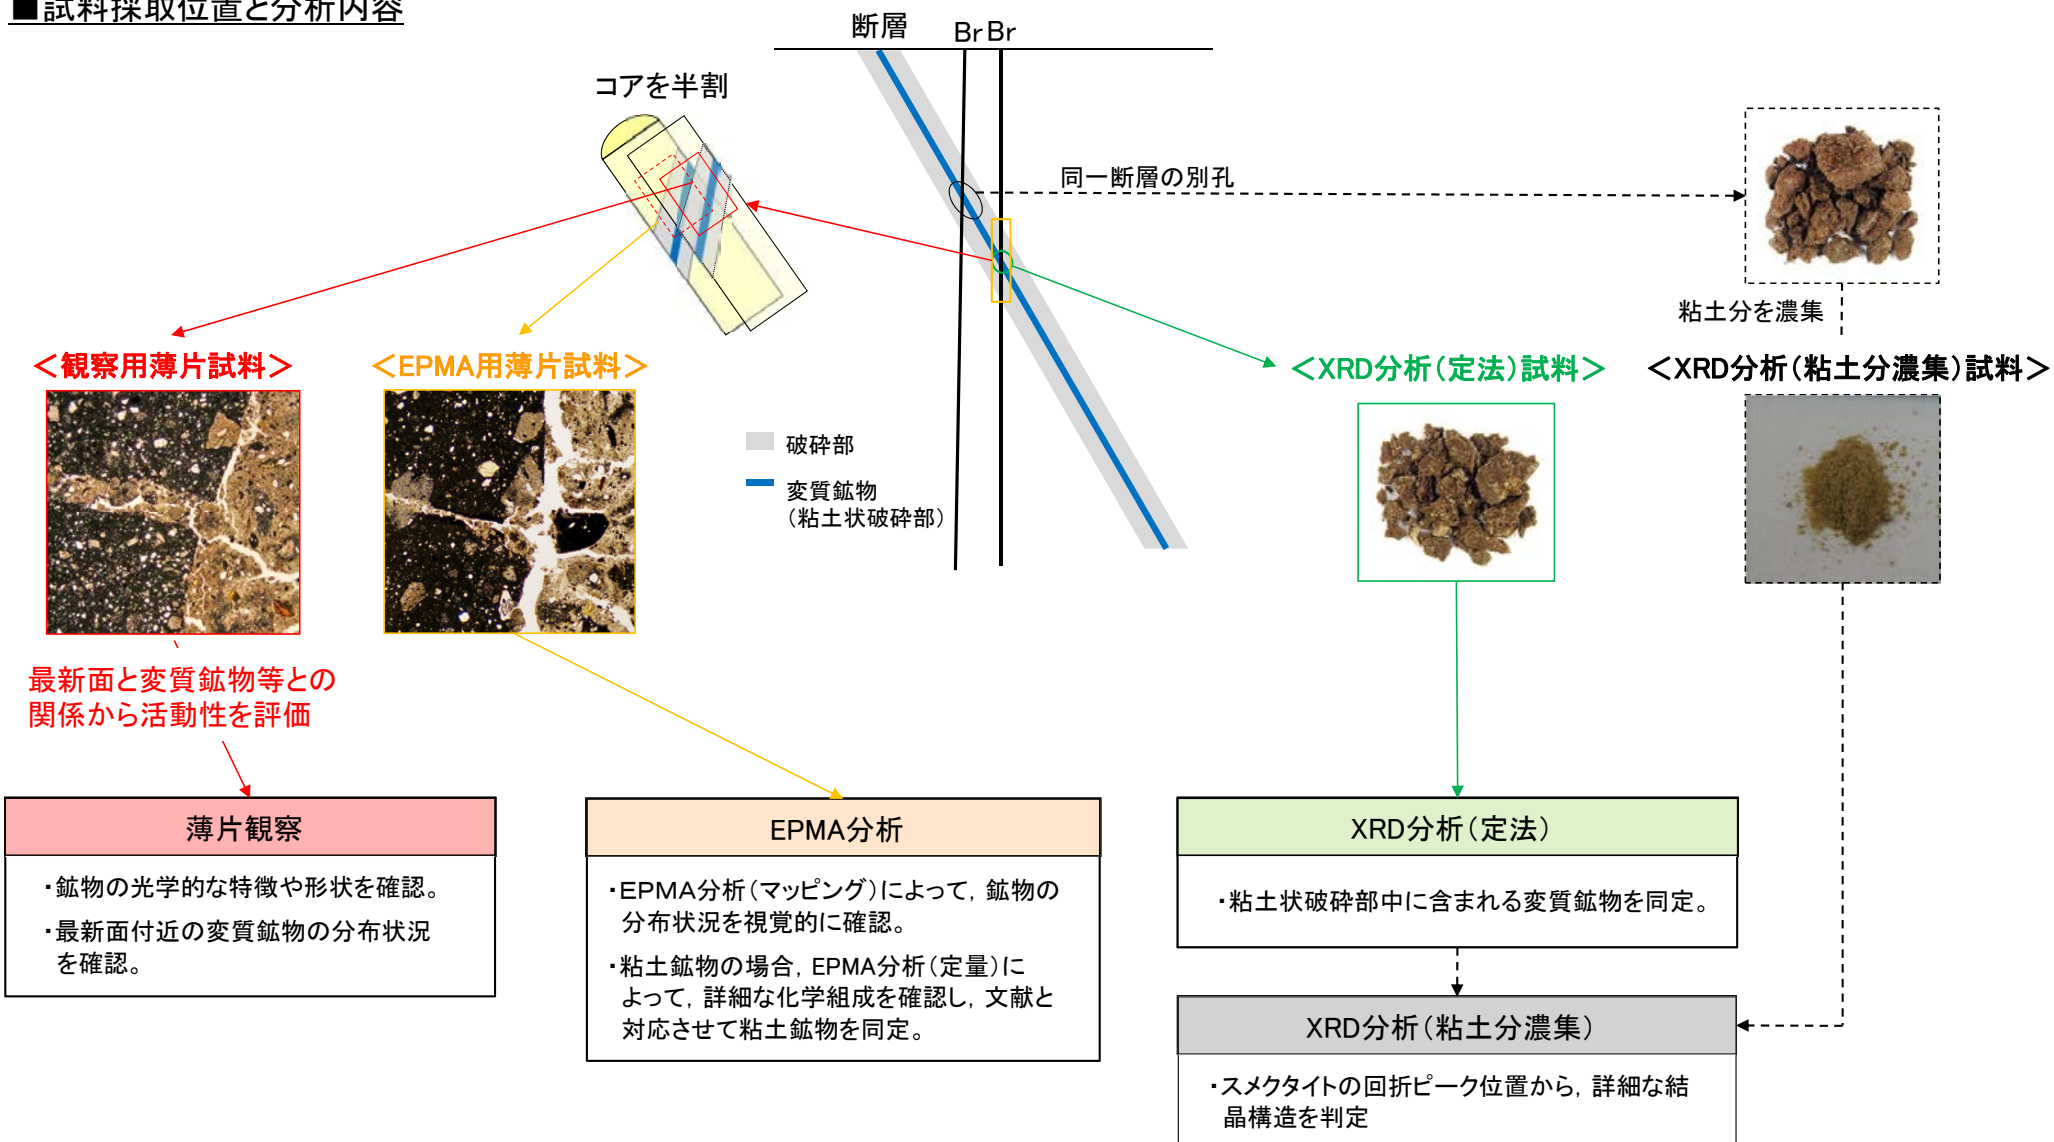 ■試料採取位置と分析内容
断層
Br
Br
コアを半割
同一断層の別孔
粘土分を濃集
＜観察用薄片試料＞
＜EPMA用薄片試料＞
＜XRD分析（定法）試料＞
＜XRD分析（粘土分濃集）試料＞
破砕部
変質鉱物
（粘土状破砕部）
最新面と変質鉱物等との
関係から活動性を評価
薄片観察
・鉱物の光学的な特徴や形状を確認。
・最新面付近の変質鉱物の分布状況
を確認。
EPMA分析
・EPMA分析（マッピング）によって，鉱物の
分布状況を視覚的に確認。
・粘土鉱物の場合，EPMA分析（定量）に
よって，詳細な化学組成を確認し，文献と
対応させて粘土鉱物を同定。
XRD分析（定法）
・粘土状破砕部中に含まれる変質鉱物を同定。
XRD分析（粘土分濃集）
・スメクタイトの回折ピーク位置から，詳細な結
晶構造を判定